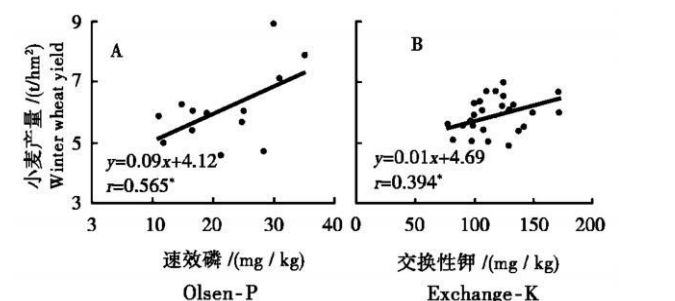 小麦产量 /(t/hm²)
Winter wheat yield
9
7
5
3
A
y=0.09x+4.12
r=0.565*
3 10 20 30 40
速效磷 /(mg / kg)
Olsen-P
B
y=0.01x+4.69
r=0.394*
0 50 100 150 200
交换性钾 /(mg / kg)
Exchange-K